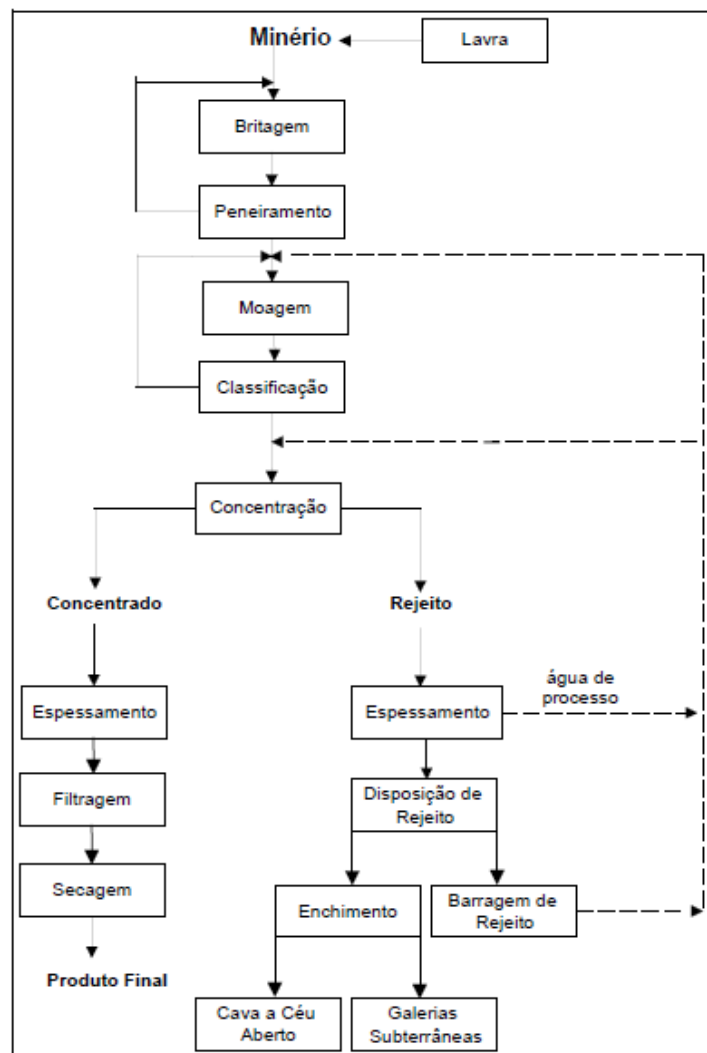 Minério
Lavra
Britagem
Peneiramento
Moagem
Classificação
Concentração
Concentrado
Rejeito
água de
processo
Espessamento
Espessamento
Filtragem
Disposição de
Rejeito
Secagem
Enchimento
Barragem de
Rejeito
Produto Final
Cava a Céu
Aberto
Galerias
Subterrâneas